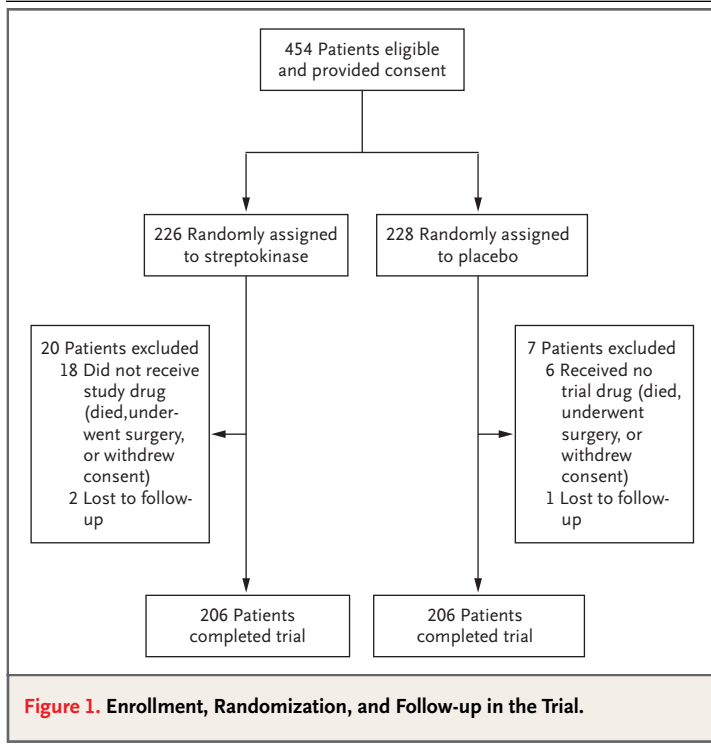 454 Patients eligible
and provided consent
226 Randomly assigned
to streptokinase
228 Randomly assigned
to placebo
20 Patients excluded
18 Did not receive
study drug
(died,under-
went surgery,
or withdrew
consent)
2 Lost to follow-
up
7 Patients excluded
6 Received no
trial drug (died,
underwent
surgery, or
withdrew
consent)
1 Lost to follow-
up
206 Patients
completed trial
206 Patients
completed trial
Figure 1. Enrollment, Randomization, and Follow-up in the Trial.